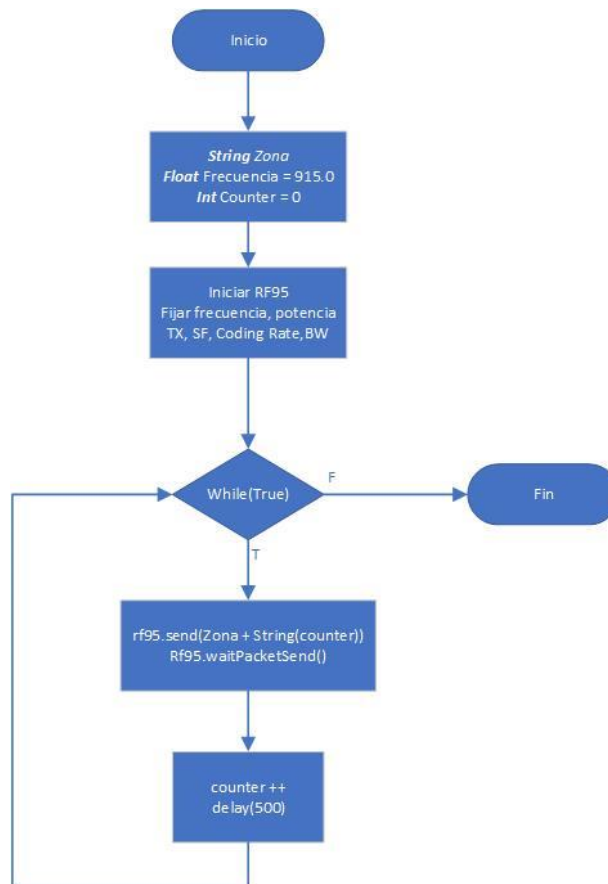 Inicio
String Zona
Float Frecuencia = 915.0
Int Counter = 0
Iniciar RF95
Fijar frecuencia, potencia
TX, SF, Coding Rate,BW
While(True)
F
Fin
T
rf95.send(Zona + String(counter))
Rf95.waitPacketSend()
counter ++
delay(500)